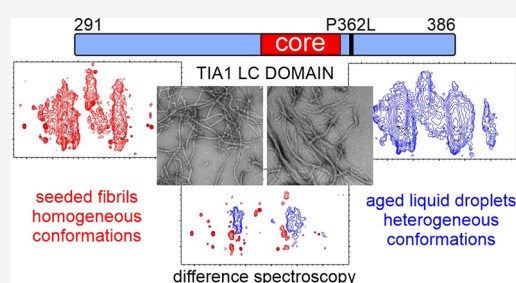 291 P362L 386
core
TIA1 LC DOMAIN
seeded fibrils
homogeneous
conformations
aged liquid droplets
heterogeneous
conformations
difference spectroscopy